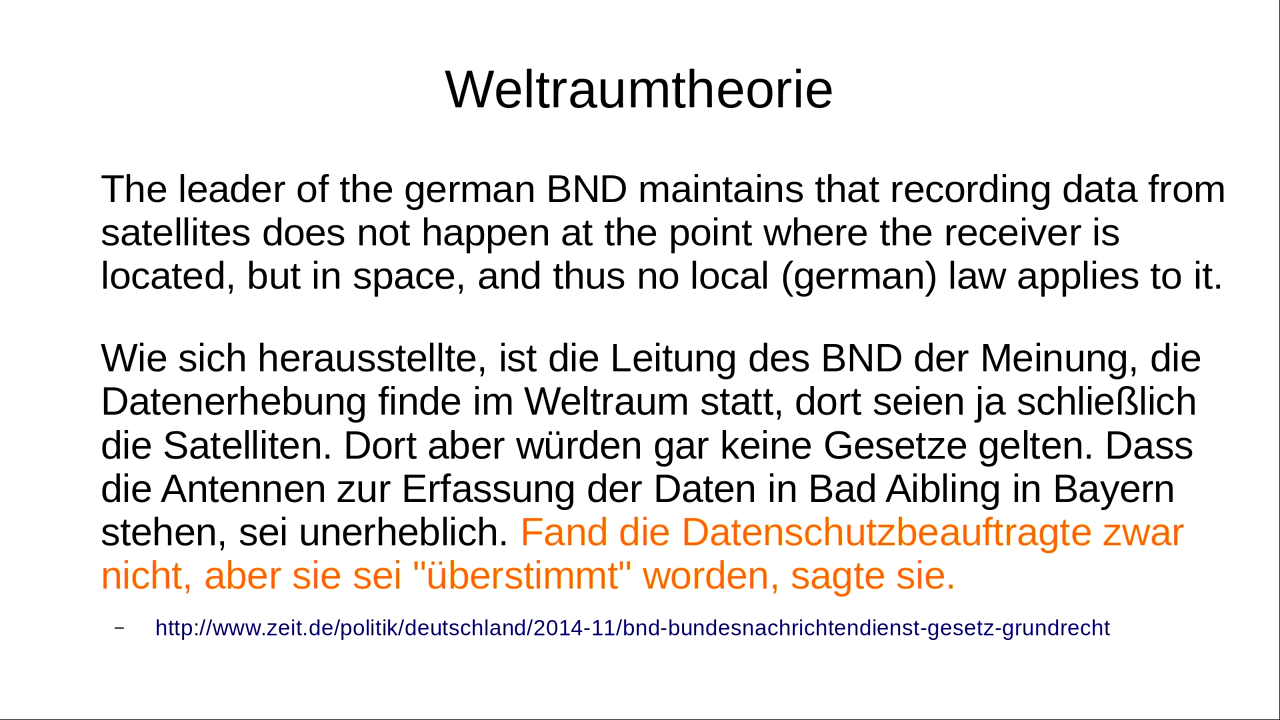 Weltraumtheorie
The leader of the german BND maintains that recording data from
satellites does not happen at the point where the receiver is
located, but in space, and thus no local (german) law applies to it.
Wie sich herausstellte, ist die Leitung des BND der Meinung, die
Datenerhebung finde im Weltraum statt, dort seien ja schließlich
die Satelliten. Dort aber würden gar keine Gesetze gelten. Dass
die Antennen zur Erfassung der Daten in Bad Aibling in Bayern
stehen, sei unerheblich. Fand die Datenschutzbeauftragte zwar
nicht, aber sie sei "überstimmt" worden, sagte sie.
– http://www.zeit.de/politik/deutschland/2014-11/bnd-bundesnachrichtendienst-gesetz-grundrecht